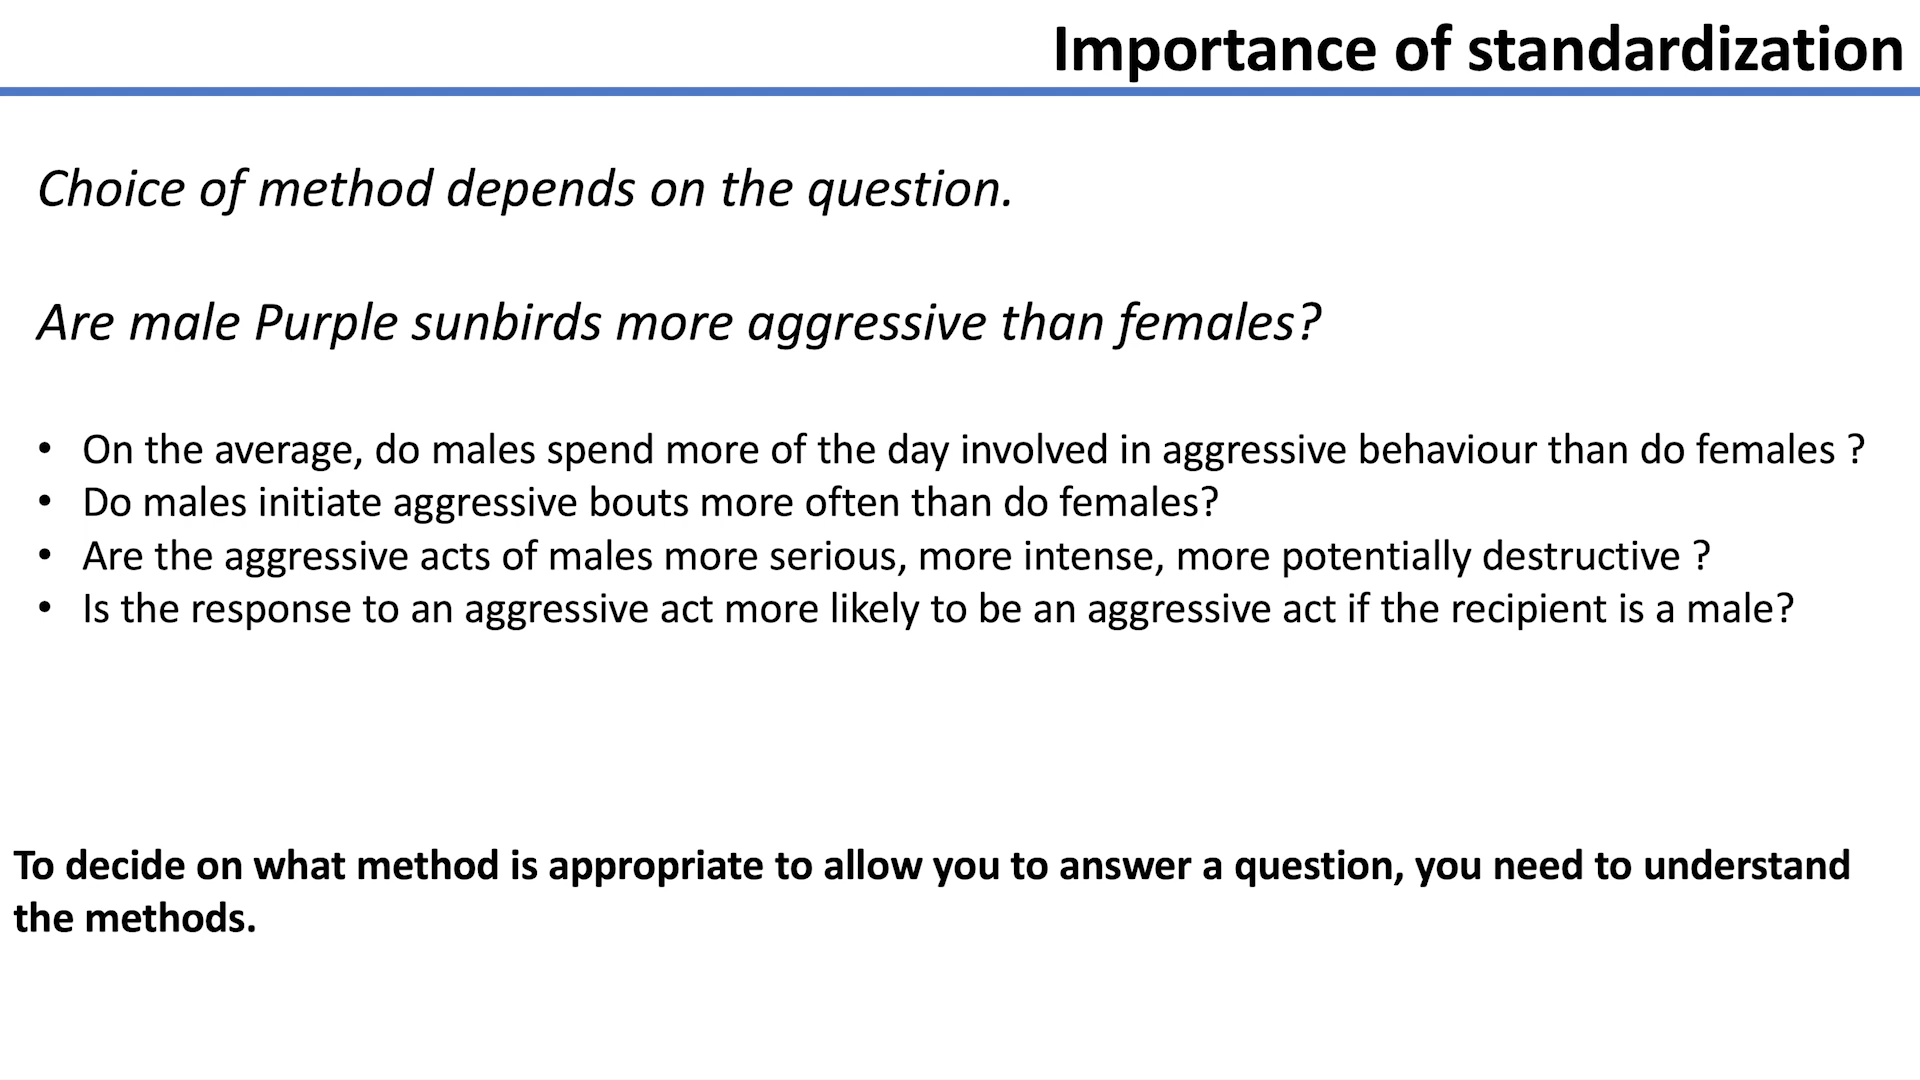 Importance of standardization
Choice of method depends on the question.
Are male Purple sunbirds more aggressive than females?
• On the average, do males spend more of the day involved in aggressive behaviour than do females ?
• Do males initiate aggressive bouts more often than do females?
• Are the aggressive acts of males more serious, more intense, more potentially destructive ?
• Is the response to an aggressive act more likely to be an aggressive act if the recipient is a male?
To decide on what method is appropriate to allow you to answer a question, you need to understand
the methods.